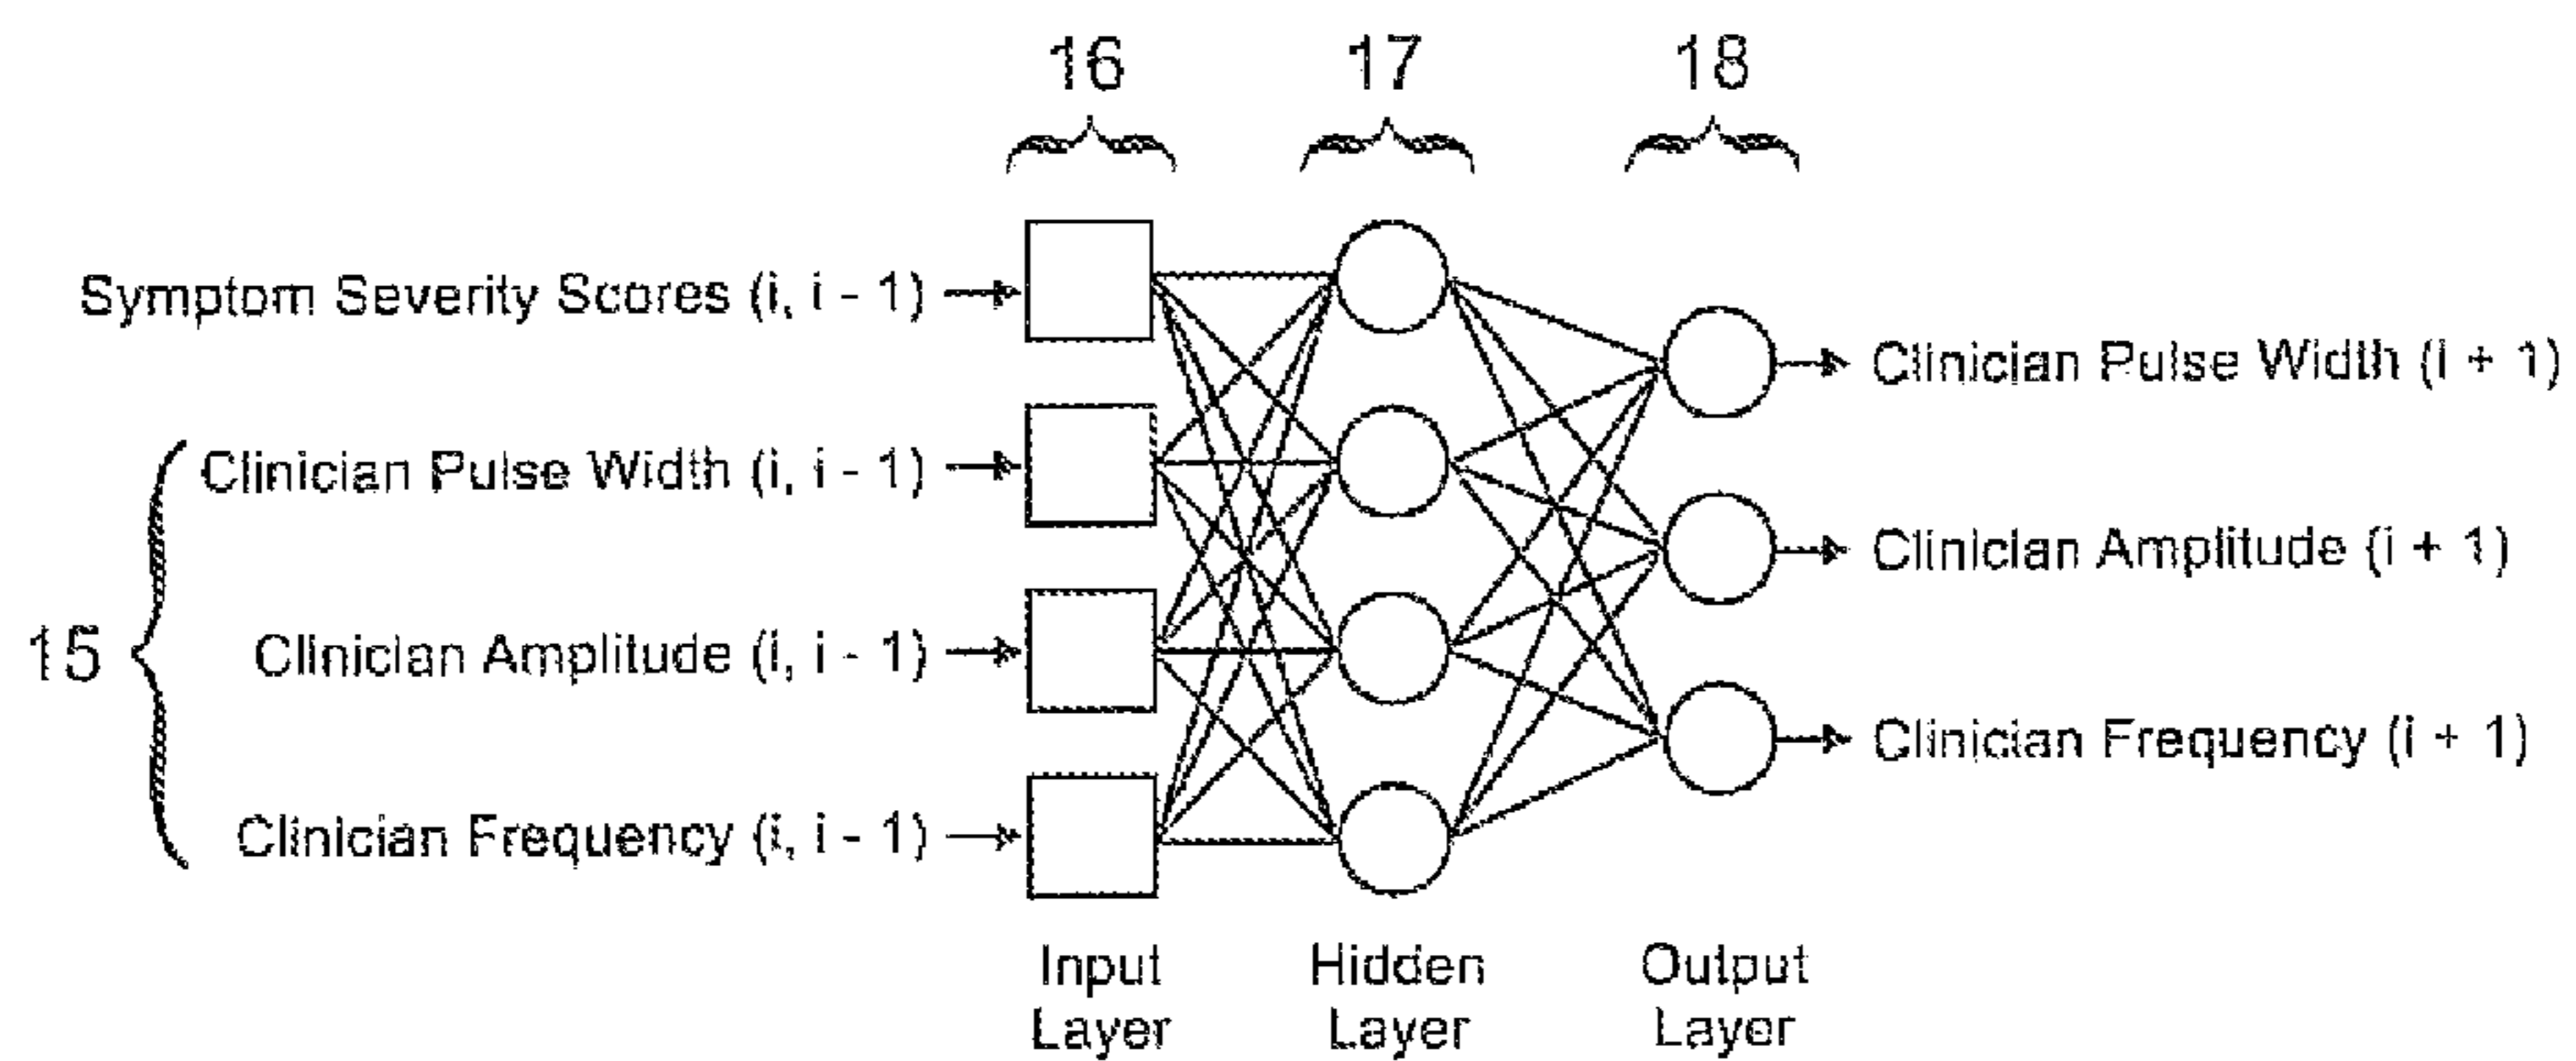 16 17 18
Symptom Severity Scores (i, i - 1)
Clinician Pulse Width (i, i - 1)
Clinician Amplitude (i, i - 1)
Clinician Frequency (i, i - 1)
15
Clinician Pulse Width (i + 1)
Clinician Amplitude (i + 1)
Clinician Frequency (i + 1)
Input
Layer
Hidden
Layer
Output
Layer